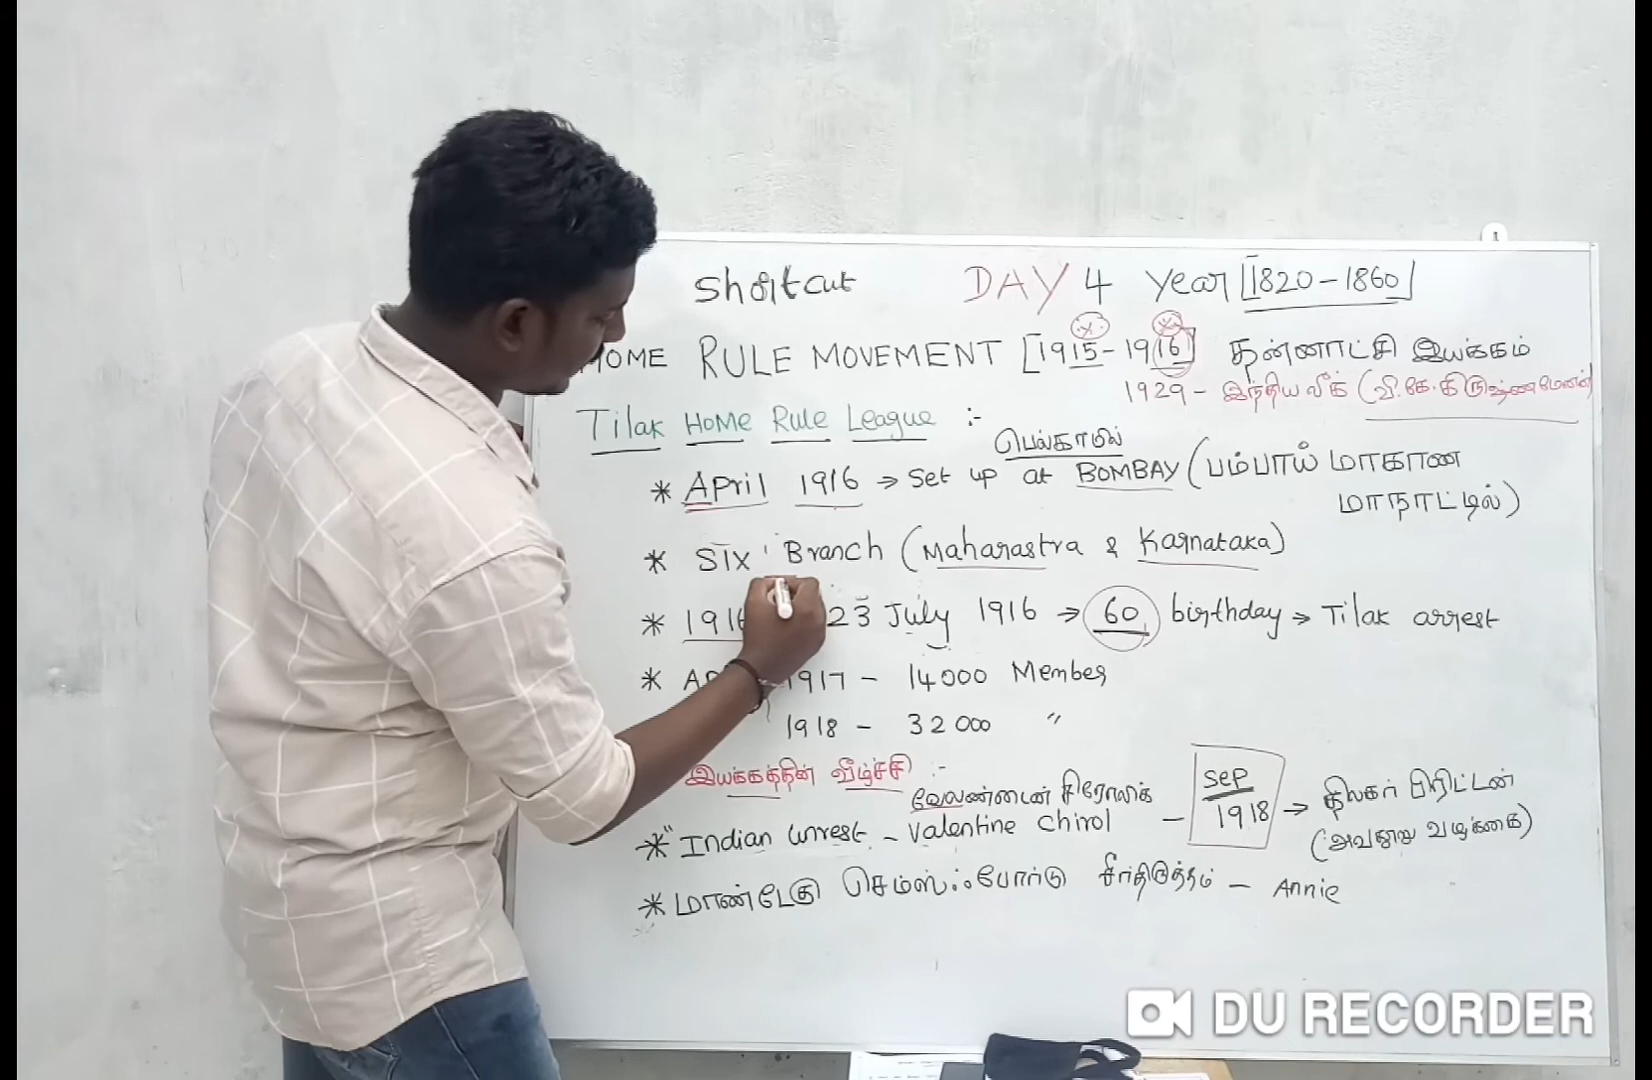 Shortcut DAY 4 Year [1820-1860]
HOME RULE MOVEMENT [1915-1916] தன்னாட்சி இயக்கம்
1929 - இந்திய லீக் (வி.கே.கிருஷ்ணமேனன்)
Tilak HOMe Rule League :-
பெல்காமில்
* April 1916 => Set up at BOMBAY (பம்பாய் மாகாண
மாநாட்டில்)
* SIx Branch (Maharastra & Karnataka)
* 1916 23 July 1916 -> 60 birthday -> Tilak arrest
* 1917 - 14000 Member
1918 - 32000 "
இயக்கத்தின் வீழ்ச்சி :-
வேலண்டைன் சிரோலிக்
*" Indian unrest - Valentine Chirol - Sep 1918 -> திலகர் பிரிட்டன்
(அவதூறு வழக்கை)
* மாண்டேகு செம்ஸ்ஃபோர்டு சீர்திருத்தம் - Annie
DU RECORDER